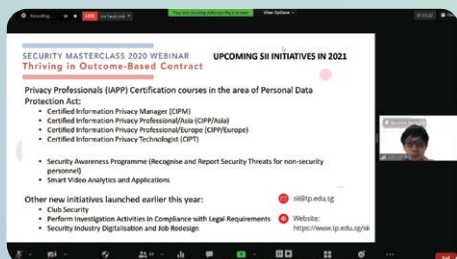 Recording...
LIVE
on Facebook
View Options
SECURITY MASTERCLASS 2020 WEBINAR
Thriving in Outcome-Based Contract
UPCOMING SII INITIATIVES IN 2021
Privacy Professionals (IAPP) Certification courses in the area of Personal Data
Protection Act:
• Certified Information Privacy Manager (CIPM)
• Certified Information Privacy Professional/Asia (CIPP/Asia)
• Certified Information Privacy Professional/Europe (CIPP/Europe)
• Certified Information Privacy Technologist (CIPT)
• Security Awareness Programme (Recognise and Report Security Threats for non-security
personnel)
• Smart Video Analytics and Applications
Other new initiatives launched earlier this year:
• Club Security
• Perform Investigation Activities in Compliance with Legal Requirements
• Security Industry Digitalisation and Job Redesign
sii@tp.edu.sg
Website:
https://www.tp.edu.sg/sii